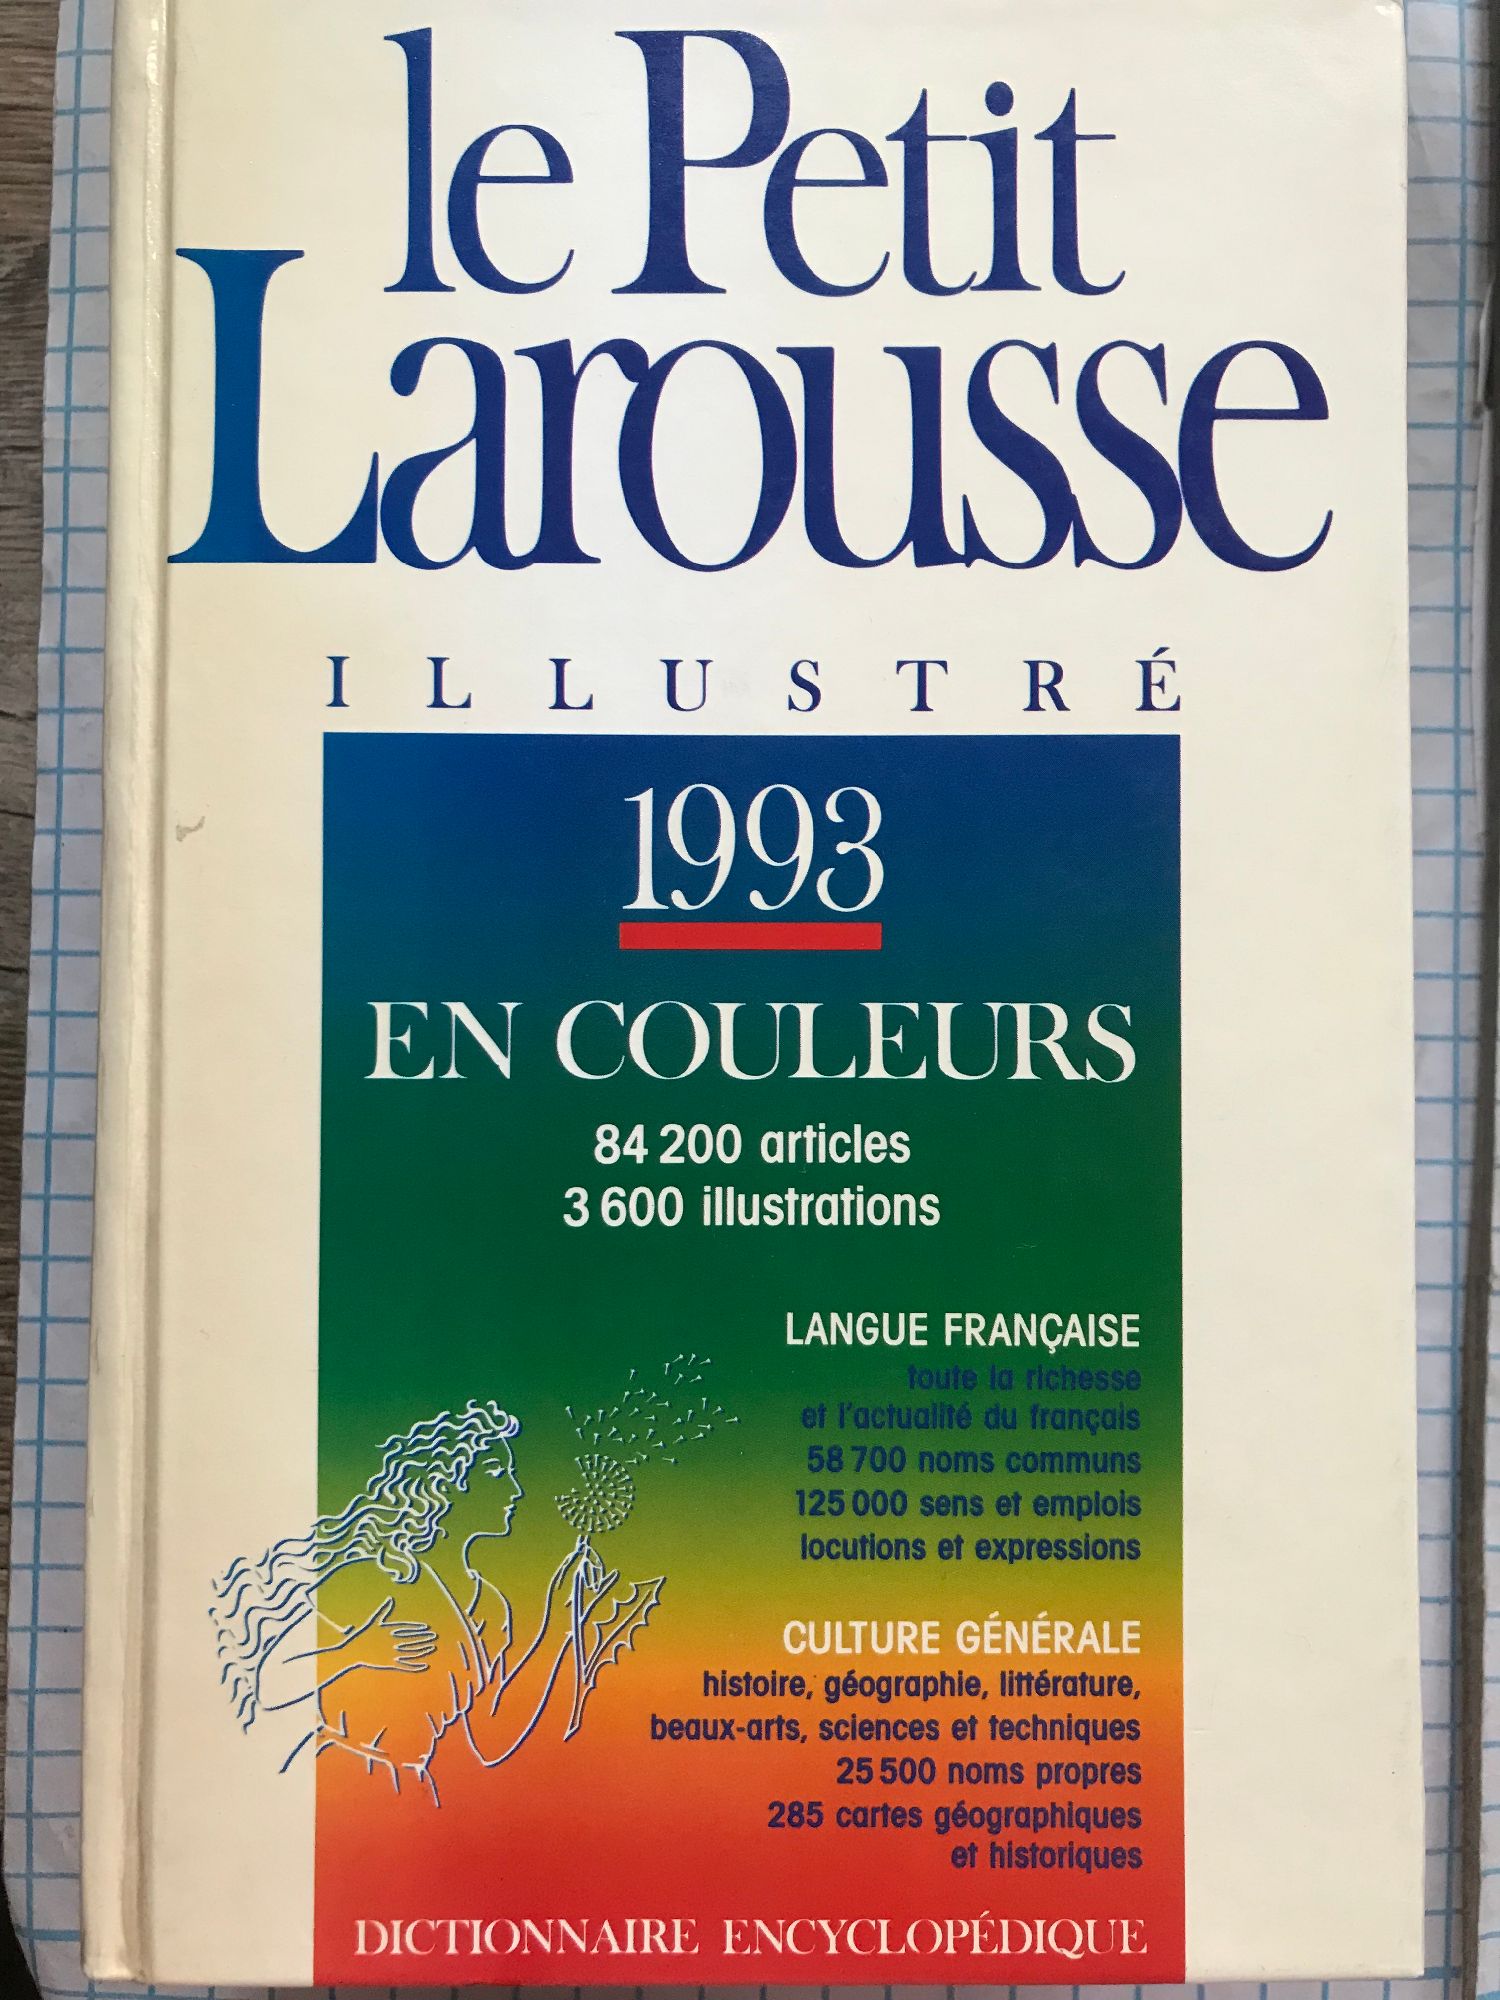 le Petit
Larousse
ILLUSTRÉ
1993
EN COULEURS
84 200 articles
3 600 illustrations
LANGUE FRANÇAISE
toute la richesse
et l'actualité du français
58 700 noms communs
125 000 sens et emplois
locutions et expressions
CULTURE GÉNÉRALE
histoire, géographie, littérature,
beaux-arts, sciences et techniques
25 500 noms propres
285 cartes géographiques
et historiques
DICTIONNAIRE ENCYCLOPÉDIQUE